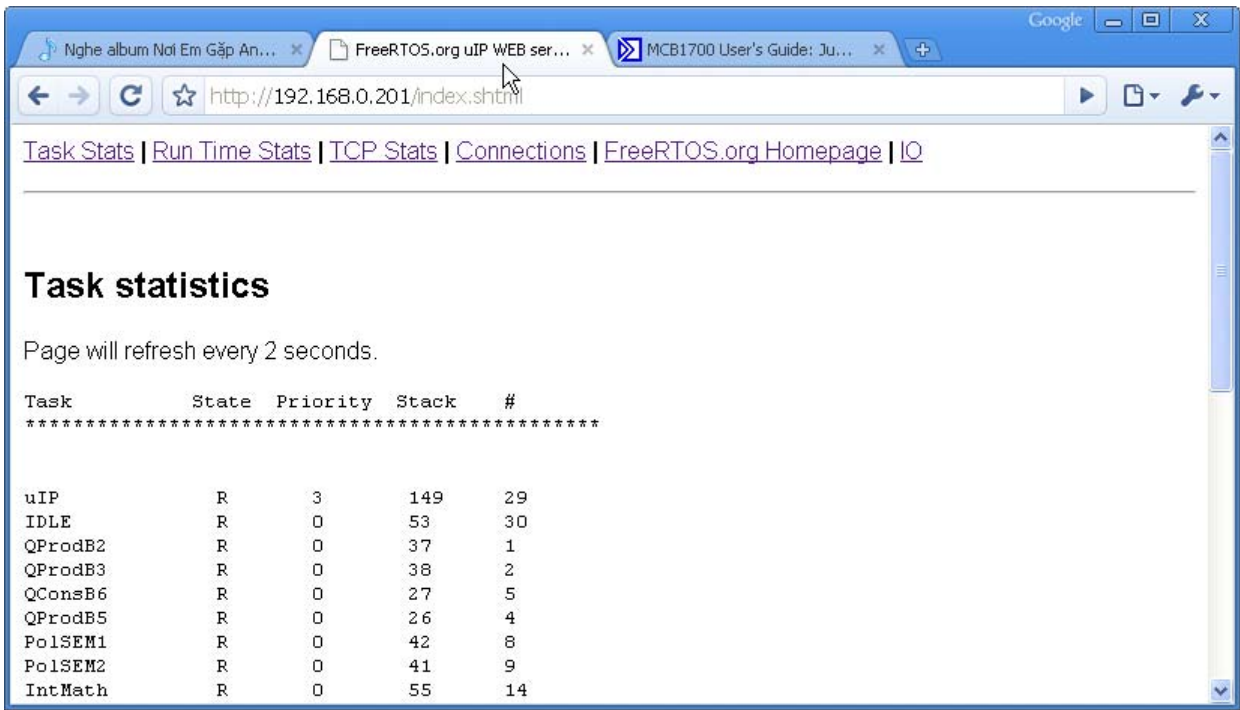 Google
Nghe album Nơi Em Gặp An...
FreeRTOS.org uIP WEB ser...
MCB1700 User's Guide: Ju...
http://192.168.0.201/index.shtml
Task Stats | Run Time Stats | TCP Stats | Connections | FreeRTOS.org Homepage | IO
Task statistics
Page will refresh every 2 seconds.
Task State Priority Stack #
************************************************
uIP R 3 149 29
IDLE R 0 53 30
QProdB2 R 0 37 1
QProdB3 R 0 38 2
QConsB6 R 0 27 5
QProdB5 R 0 26 4
PolSEM1 R 0 42 8
PolSEM2 R 0 41 9
IntMath R 0 55 14